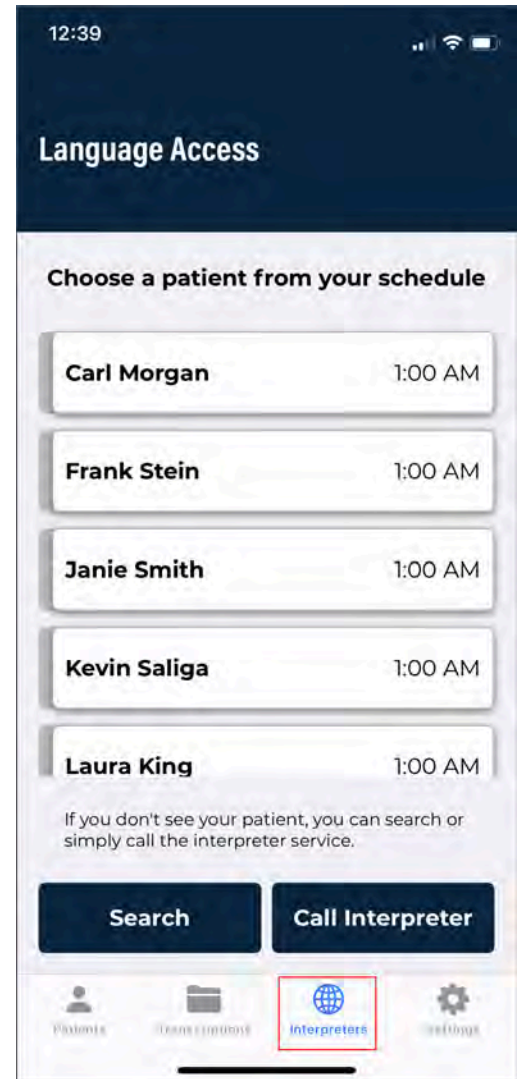 12:39
Language Access
Choose a patient from your schedule
Carl Morgan 1:00 AM
Frank Stein 1:00 AM
Janie Smith 1:00 AM
Kevin Saliga 1:00 AM
Laura King 1:00 AM
If you don't see your patient, you can search or
simply call the interpreter service.
Search Call Interpreter
Patients Transcriptions Interpreters Settings